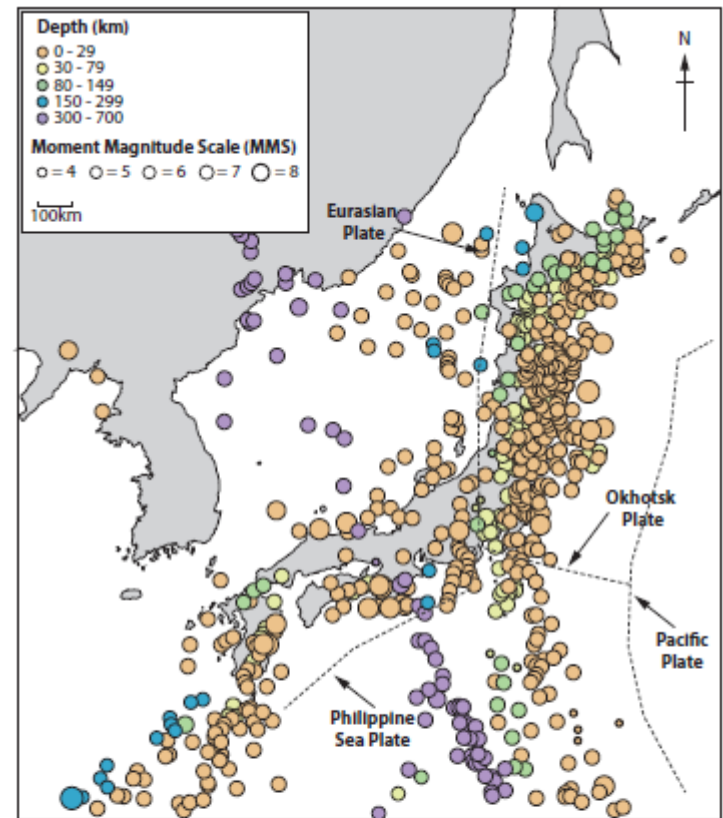 Depth (km)
0 - 29
30 - 79
80 - 149
150 - 299
300 - 700
Moment Magnitude Scale (MMS)
= 4 = 5 = 6 = 7 = 8
100km
N
Eurasian
Plate
Okhotsk
Plate
Pacific
Plate
Philippine
Sea Plate